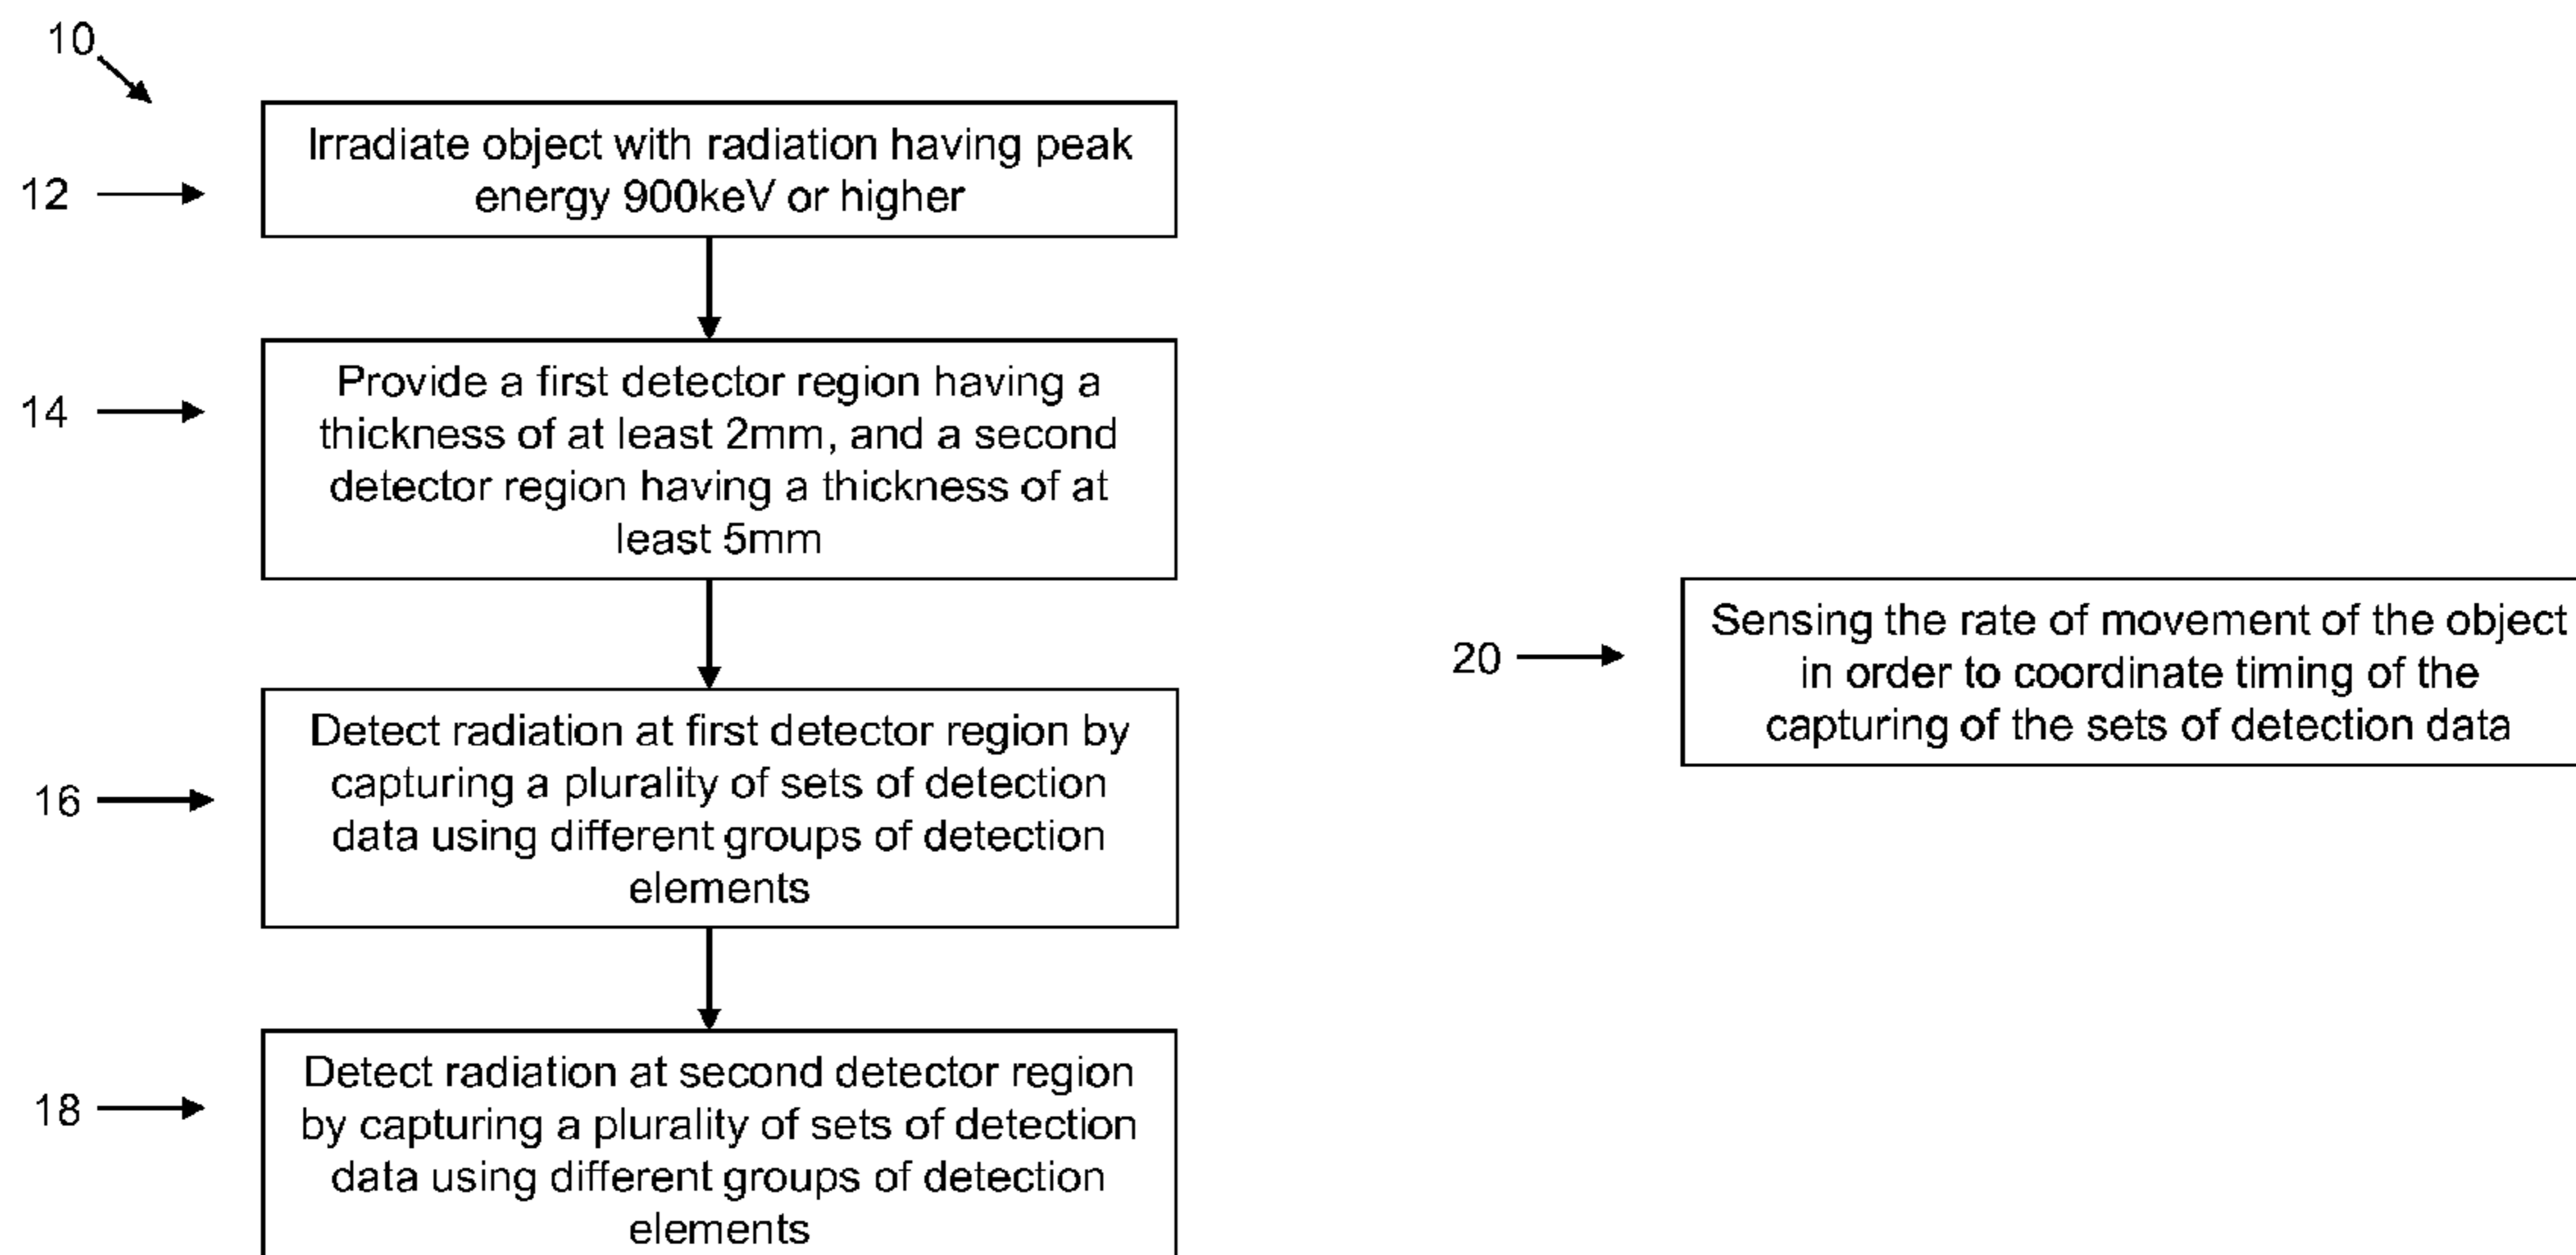 10
12
Irradiate object with radiation having peak
energy 900keV or higher
14
Provide a first detector region having a
thickness of at least 2mm, and a second
detector region having a thickness of at
least 5mm
16
Detect radiation at first detector region by
capturing a plurality of sets of detection
data using different groups of detection
elements
18
Detect radiation at second detector region
by capturing a plurality of sets of detection
data using different groups of detection
elements
20
Sensing the rate of movement of the object
in order to coordinate timing of the
capturing of the sets of detection data